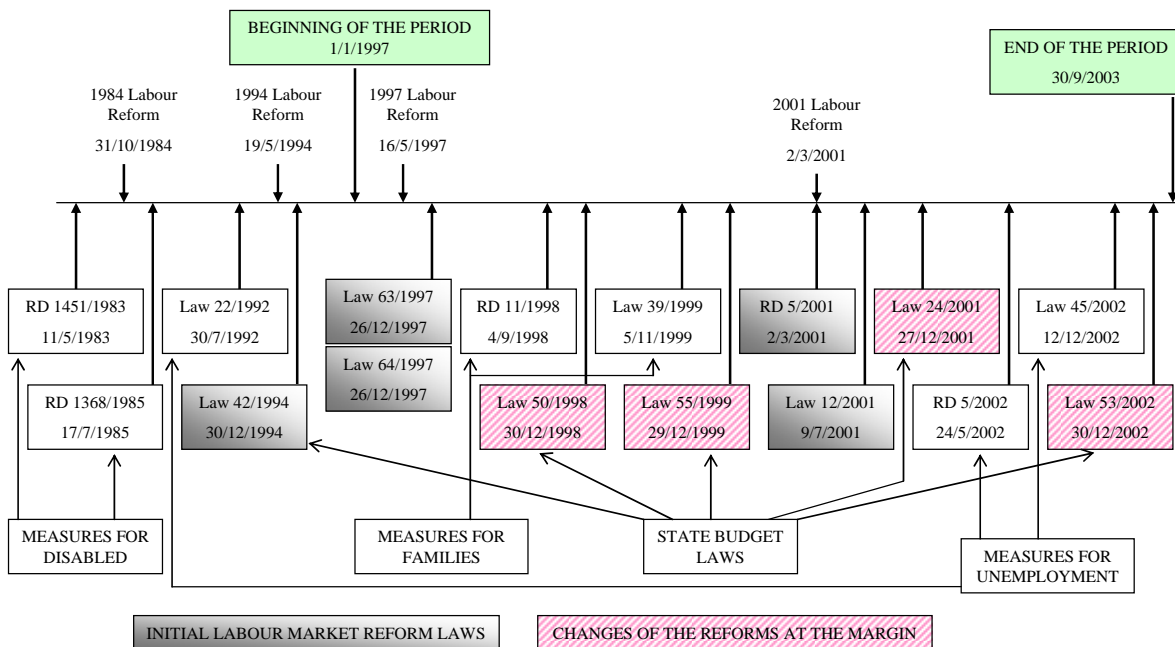 BEGINNING OF THE PERIOD
1/1/1997
END OF THE PERIOD
30/9/2003
1984 Labour
Reform
31/10/1984
1994 Labour
Reform
19/5/1994
1997 Labour
Reform
16/5/1997
2001 Labour
Reform
2/3/2001
RD 1451/1983
11/5/1983
Law 22/1992
30/7/1992
Law 63/1997
26/12/1997
Law 64/1997
26/12/1997
RD 11/1998
4/9/1998
Law 39/1999
5/11/1999
RD 5/2001
2/3/2001
Law 24/2001
27/12/2001
Law 45/2002
12/12/2002
RD 1368/1985
17/7/1985
Law 42/1994
30/12/1994
Law 50/1998
30/12/1998
Law 55/1999
29/12/1999
Law 12/2001
9/7/2001
RD 5/2002
24/5/2002
Law 53/2002
30/12/2002
MEASURES FOR
DISABLED
MEASURES FOR
FAMILIES
STATE BUDGET
LAWS
MEASURES FOR
UNEMPLOYMENT
INITIAL LABOUR MARKET REFORM LAWS
CHANGES OF THE REFORMS AT THE MARGIN